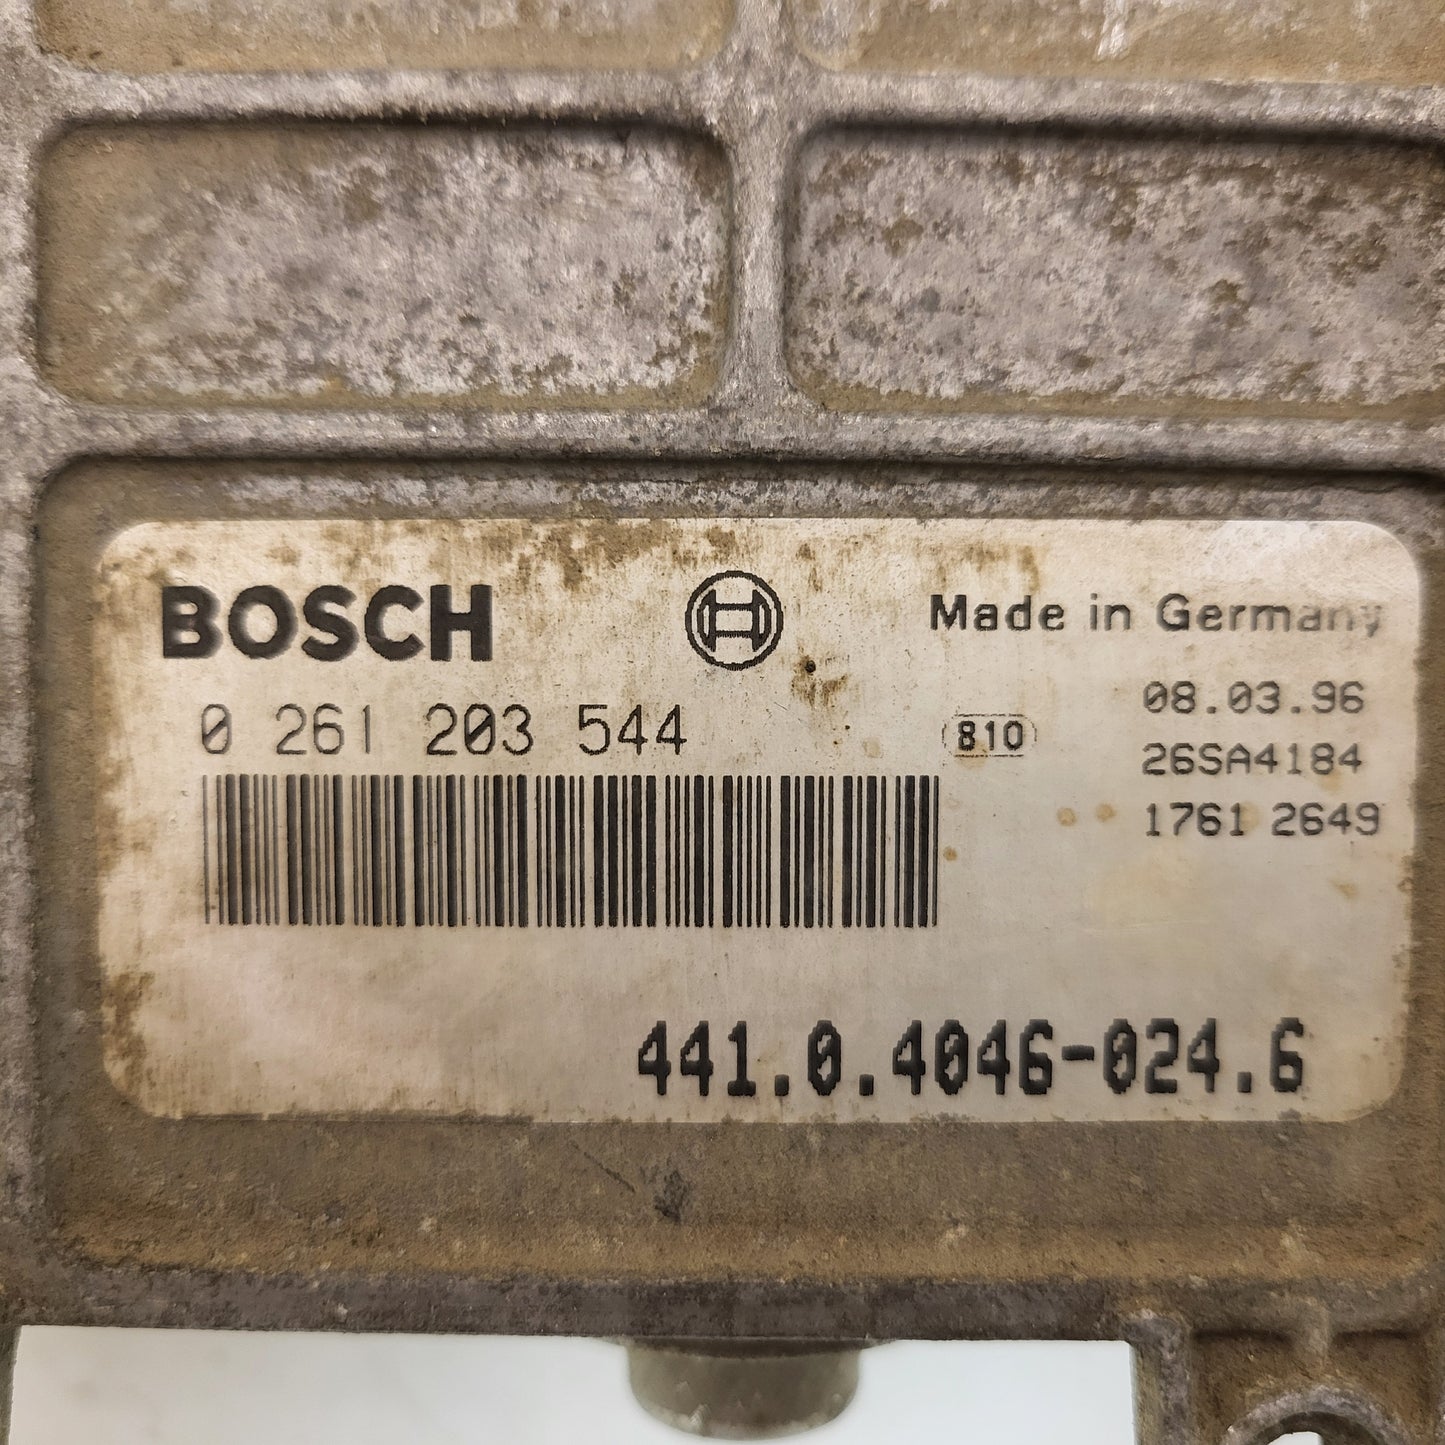 BOSCH
Made in Germany
0 261 203 544
810
08.03.96
26SA4184
1761 2649
441.0.4046-024.6